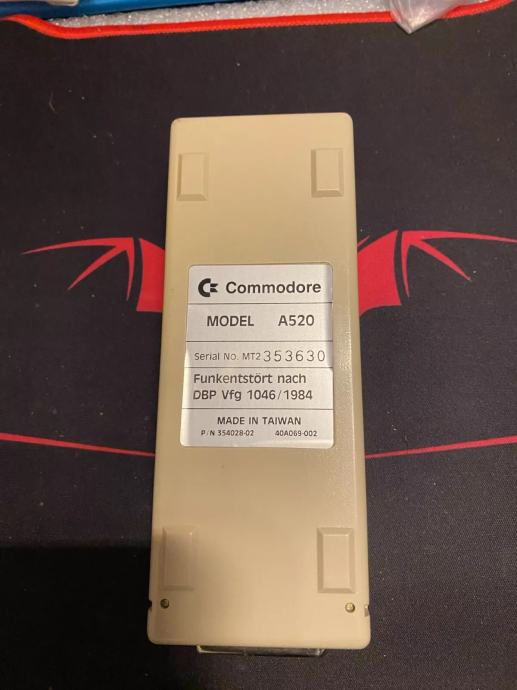 Commodore
MODEL A520
Serial No. MT2 353630
Funkentstört nach
DBP Vfg 1046/1984
MADE IN TAIWAN
P/N 354028-02 40A069-002